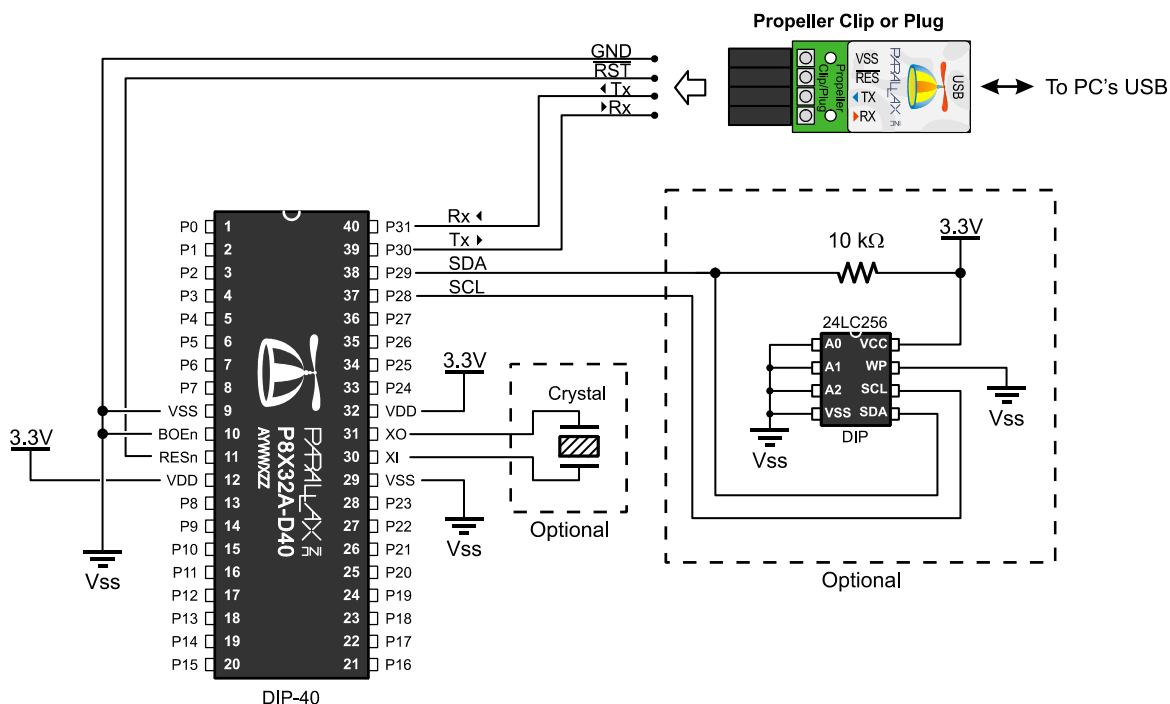 Propeller Clip or Plug
GND
RST
Tx
Rx
VSS
RES
TX
RX
Propeller
Clip/Plug
PARALLAX INC
USB
To PC's USB
P0 1 40 P31
P1 2 39 P30
P2 3 38 P29
P3 4 37 P28
P4 5 36 P27
P5 6 35 P26
P6 7 34 P25
P7 8 33 P24
VSS 9 32 VDD
BOEn 10 31 XO
RESn 11 30 XI
VDD 12 29 VSS
P8 13 28 P23
P9 14 27 P22
P10 15 26 P21
P11 16 25 P20
P12 17 24 P19
P13 18 23 P18
P14 19 22 P17
P15 20 21 P16
PARALLAX INC
P8X32A-D40
AYWWXZZ
DIP-40
3.3V
Vss
Rx
Tx
SDA
SCL
3.3V
Vss
Crystal
Optional
10 kΩ
3.3V
24LC256
A0 VCC
A1 WP
A2 SCL
VSS SDA
DIP
Vss
Vss
Optional